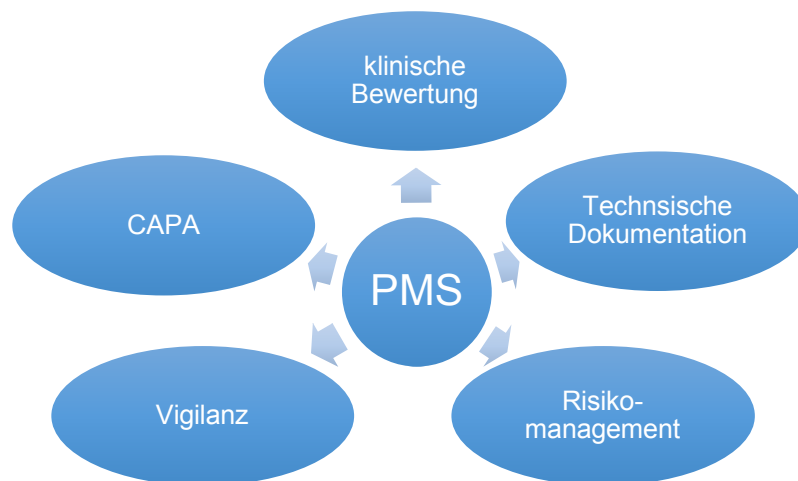 klinische
Bewertung
CAPA
Technsische
Dokumentation
PMS
Vigilanz
Risiko-
management